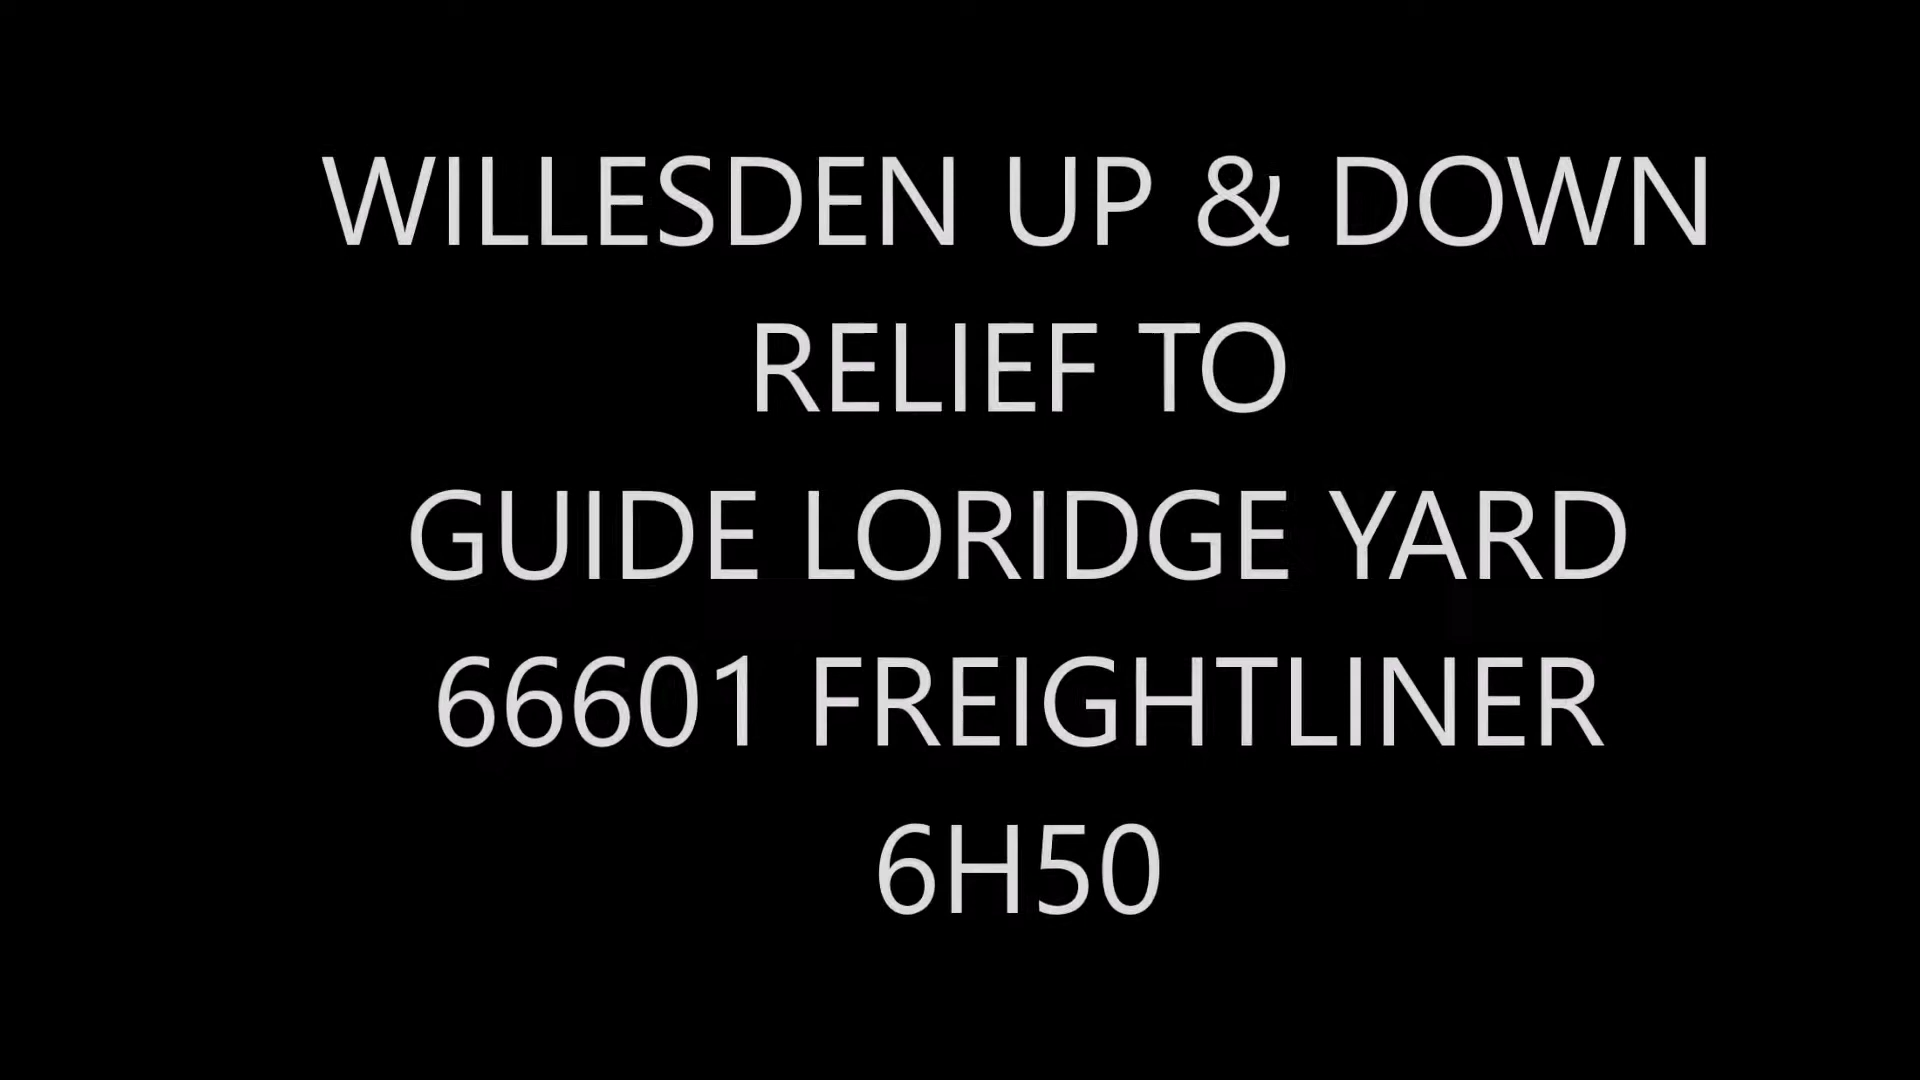 WILLESDEN UP & DOWN
RELIEF TO
GUIDE LORIDGE YARD
66601 FREIGHTLINER
6H50